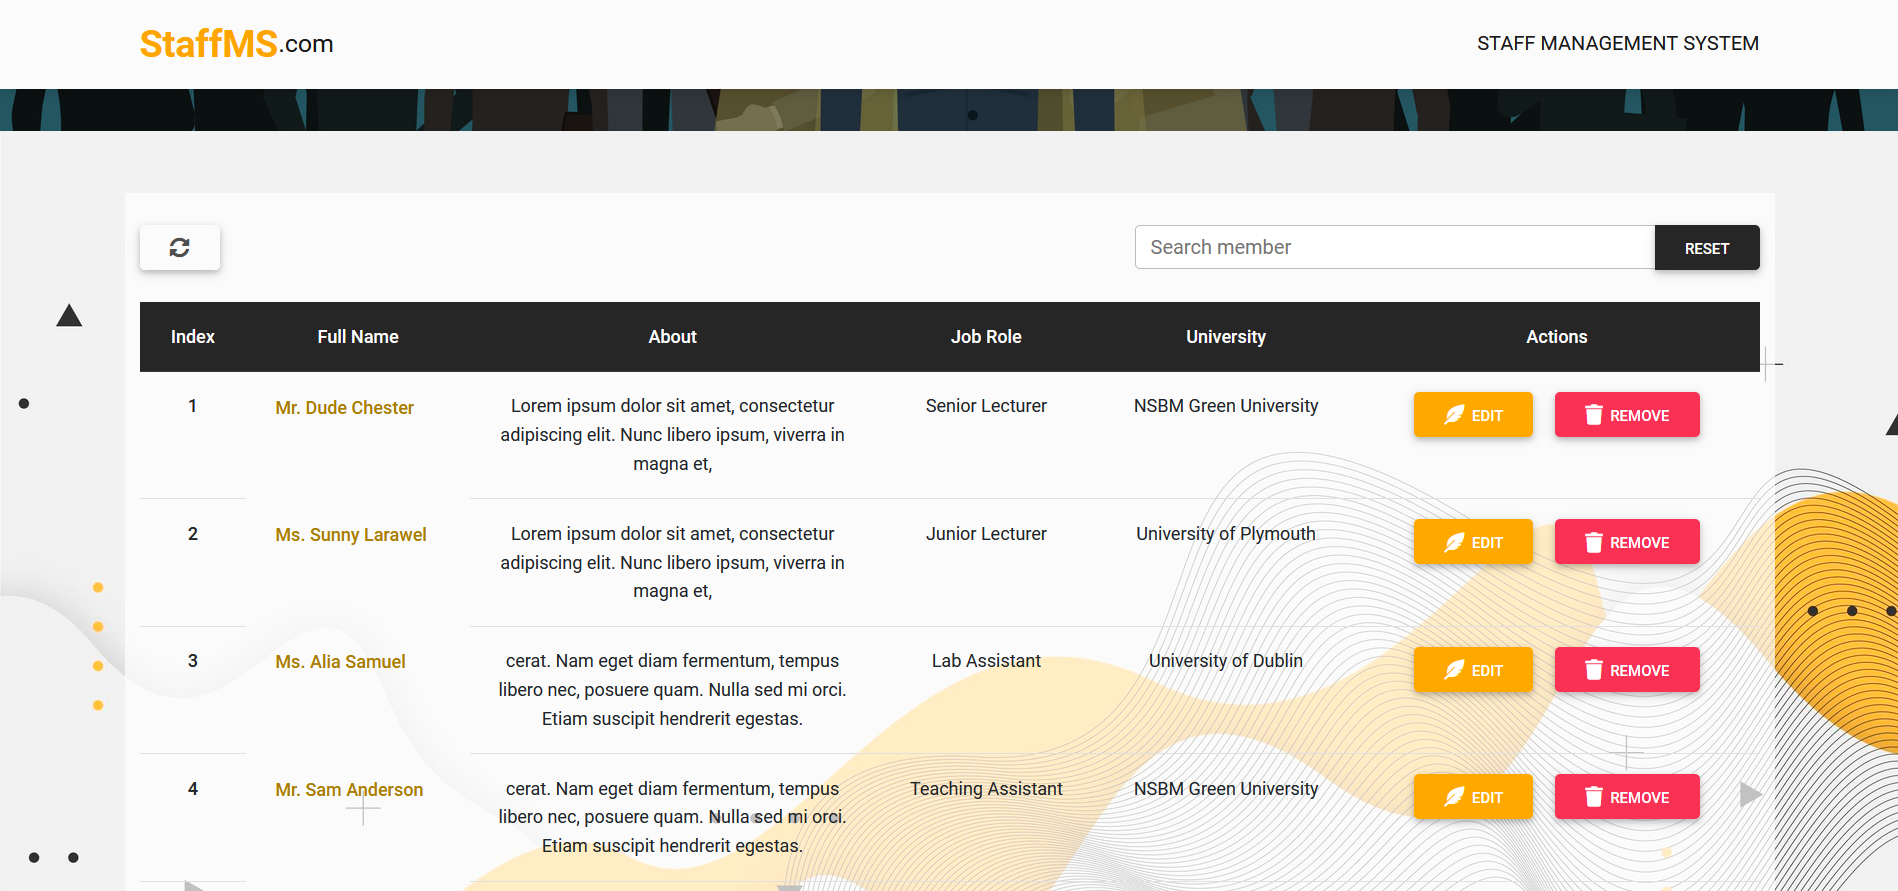 StaffMS.com
STAFF MANAGEMENT SYSTEM
Search member
RESET
Index Full Name About Job Role University Actions
1 Mr. Dude Chester Lorem ipsum dolor sit amet, consectetur Senior Lecturer NSBM Green University EDIT REMOVE
adipiscing elit. Nunc libero ipsum, viverra in
magna et,
2 Ms. Sunny Larawel Lorem ipsum dolor sit amet, consectetur Junior Lecturer University of Plymouth EDIT REMOVE
adipiscing elit. Nunc libero ipsum, viverra in
magna et,
3 Ms. Alia Samuel cerat. Nam eget diam fermentum, tempus Lab Assistant University of Dublin EDIT REMOVE
libero nec, posuere quam. Nulla sed mi orci.
Etiam suscipit hendrerit egestas.
4 Mr. Sam Anderson cerat. Nam eget diam fermentum, tempus Teaching Assistant NSBM Green University EDIT REMOVE
libero nec, posuere quam. Nulla sed mi orci.
Etiam suscipit hendrerit egestas.